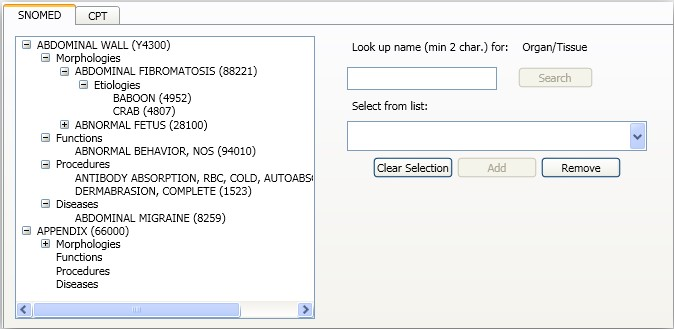 SNOMED CPT
ABDOMINAL WALL (Y4300)
Morphologies
ABDOMINAL FIBROMATOSIS (88221)
Etiologies
BABOON (4952)
CRAB (4807)
ABNORMAL FETUS (28100)
Functions
ABNORMAL BEHAVIOR, NOS (94010)
Procedures
ANTIBODY ABSORPTION, RBC, COLD, AUTOABSO
DERMABRASION, COMPLETE (1523)
Diseases
ABDOMINAL MIGRAINE (8259)
APPENDIX (66000)
Morphologies
Functions
Procedures
Diseases
Look up name (min 2 char.) for: Organ/Tissue
Search
Select from list:
Clear Selection Add Remove